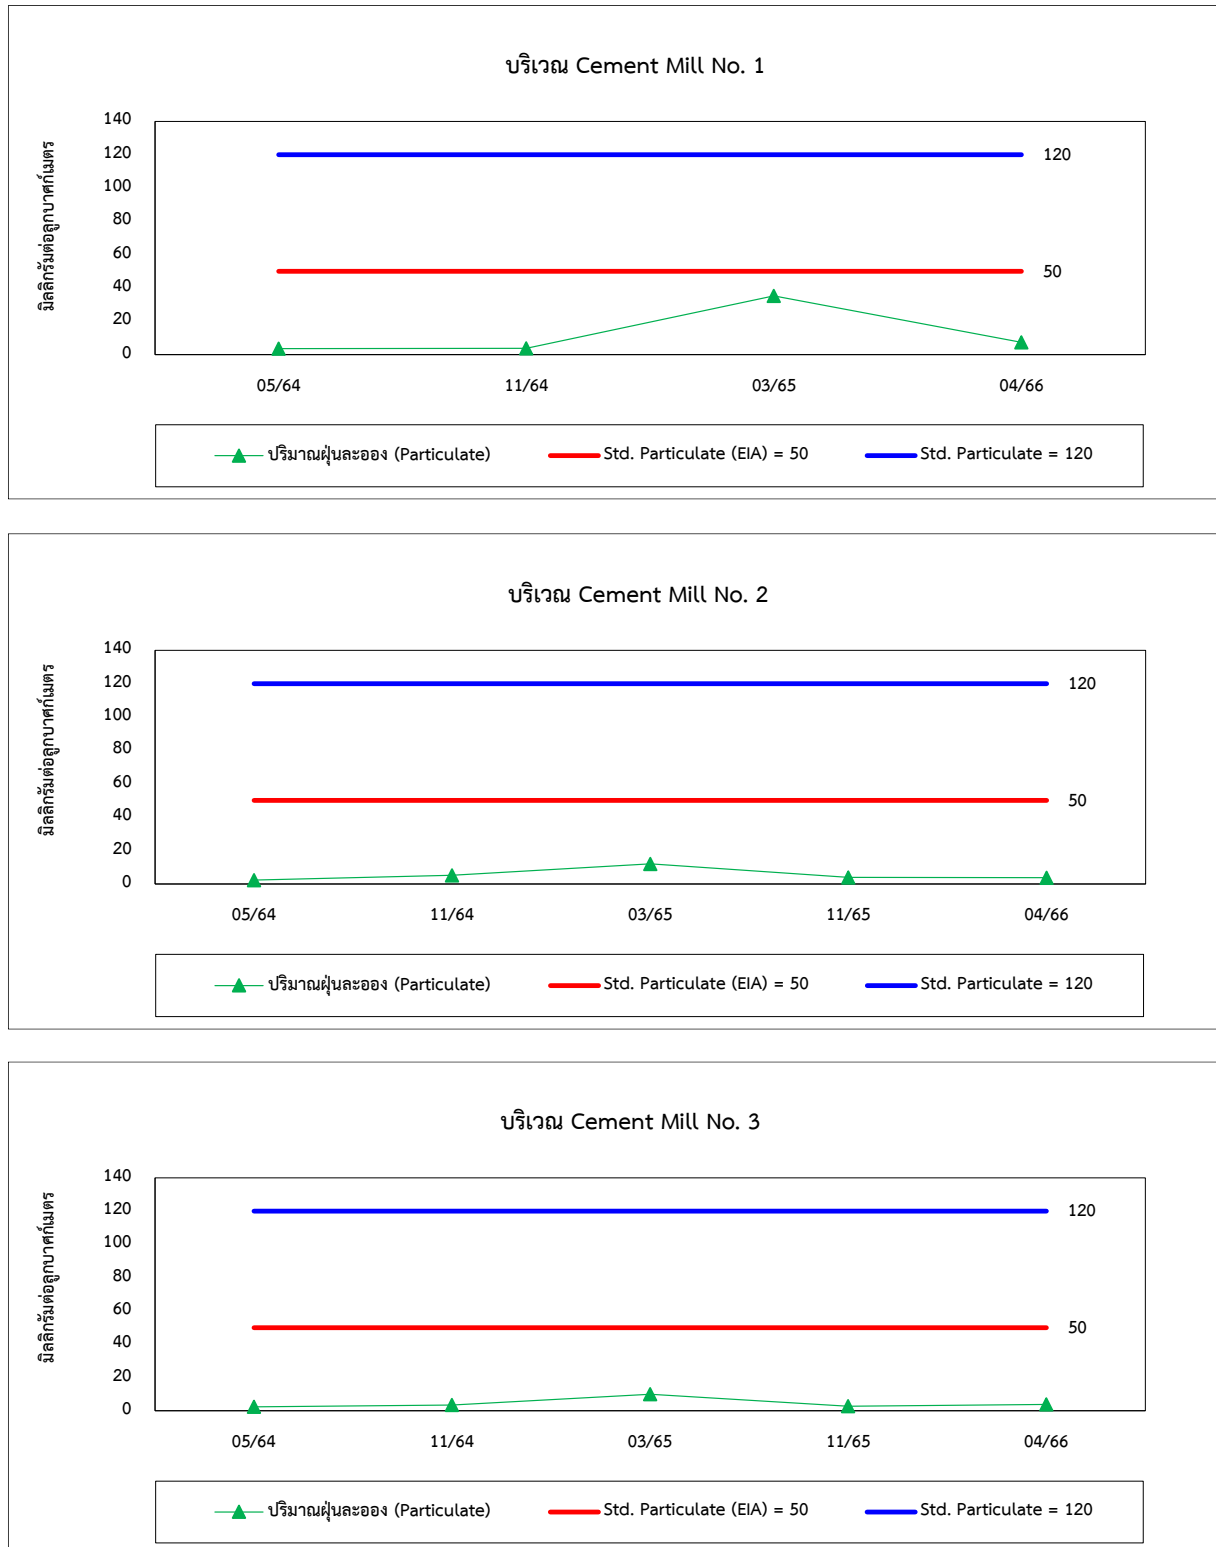 บริเวณ Cement Mill No. 1
มิลลิกรัมต่อลูกบาศก์เมตร
140
120
100
80
60
40
20
0
120
50
05/64 11/64 03/65 04/66
ปริมาณฝุ่นละออง (Particulate) Std. Particulate (EIA) = 50 Std. Particulate = 120
บริเวณ Cement Mill No. 2
มิลลิกรัมต่อลูกบาศก์เมตร
140
120
100
80
60
40
20
0
120
50
05/64 11/64 03/65 11/65 04/66
ปริมาณฝุ่นละออง (Particulate) Std. Particulate (EIA) = 50 Std. Particulate = 120
บริเวณ Cement Mill No. 3
มิลลิกรัมต่อลูกบาศก์เมตร
140
120
100
80
60
40
20
0
120
50
05/64 11/64 03/65 11/65 04/66
ปริมาณฝุ่นละออง (Particulate) Std. Particulate (EIA) = 50 Std. Particulate = 120